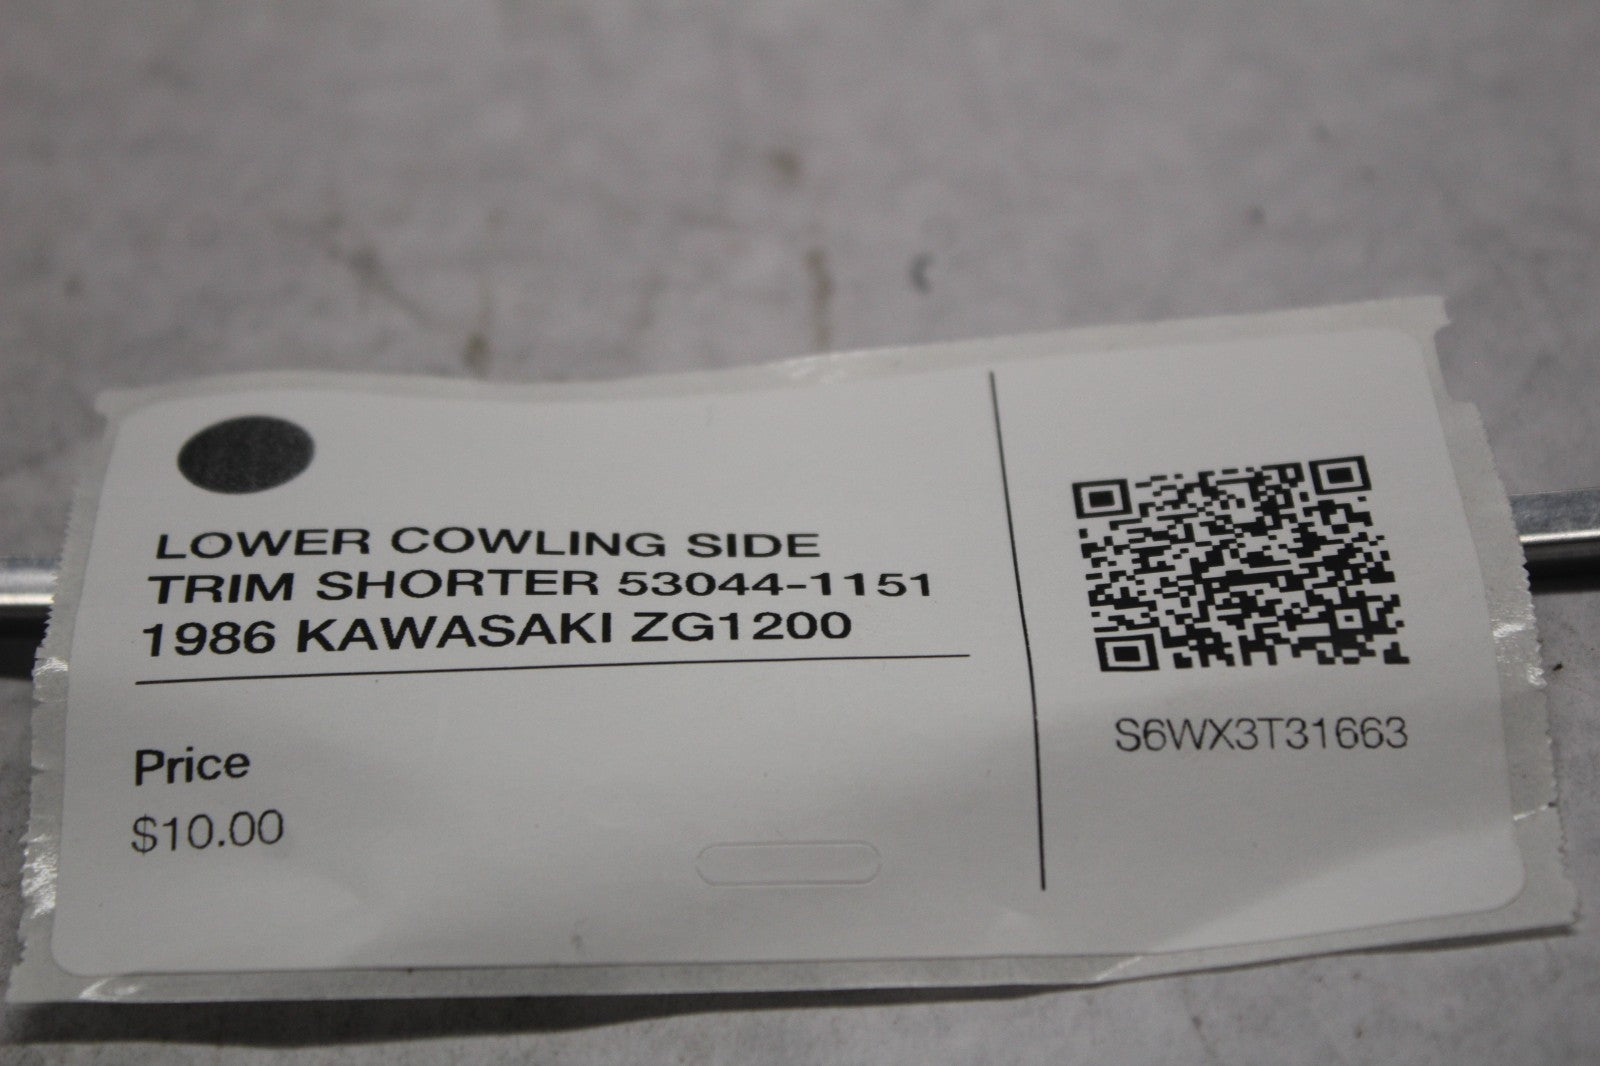 LOWER COWLING SIDE
TRIM SHORTER 53044-1151
1986 KAWASAKI ZG1200
Price
$10.00
S6WX3T31663